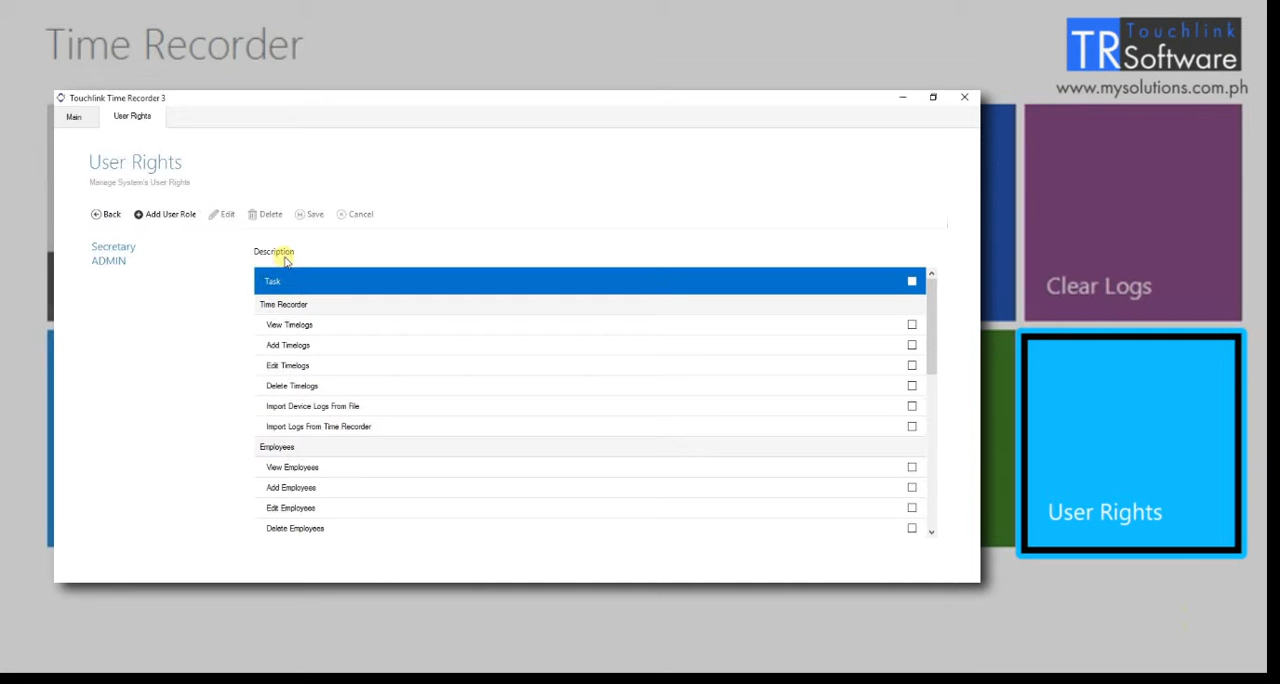 Time Recorder
TR Touchlink Software
www.mysolutions.com.ph
Touchlink Time Recorder 3
Main User Rights
User Rights
Manage System's User Rights
Back Add User Role Edit Delete Save Cancel
Secretary
ADMIN
Description
Task
Time Recorder
View Timelogs
Add Timelogs
Edit Timelogs
Delete Timelogs
Import Device Logs From File
Import Logs From Time Recorder
Employees
View Employees
Add Employees
Edit Employees
Delete Employees
Clear Logs
User Rights